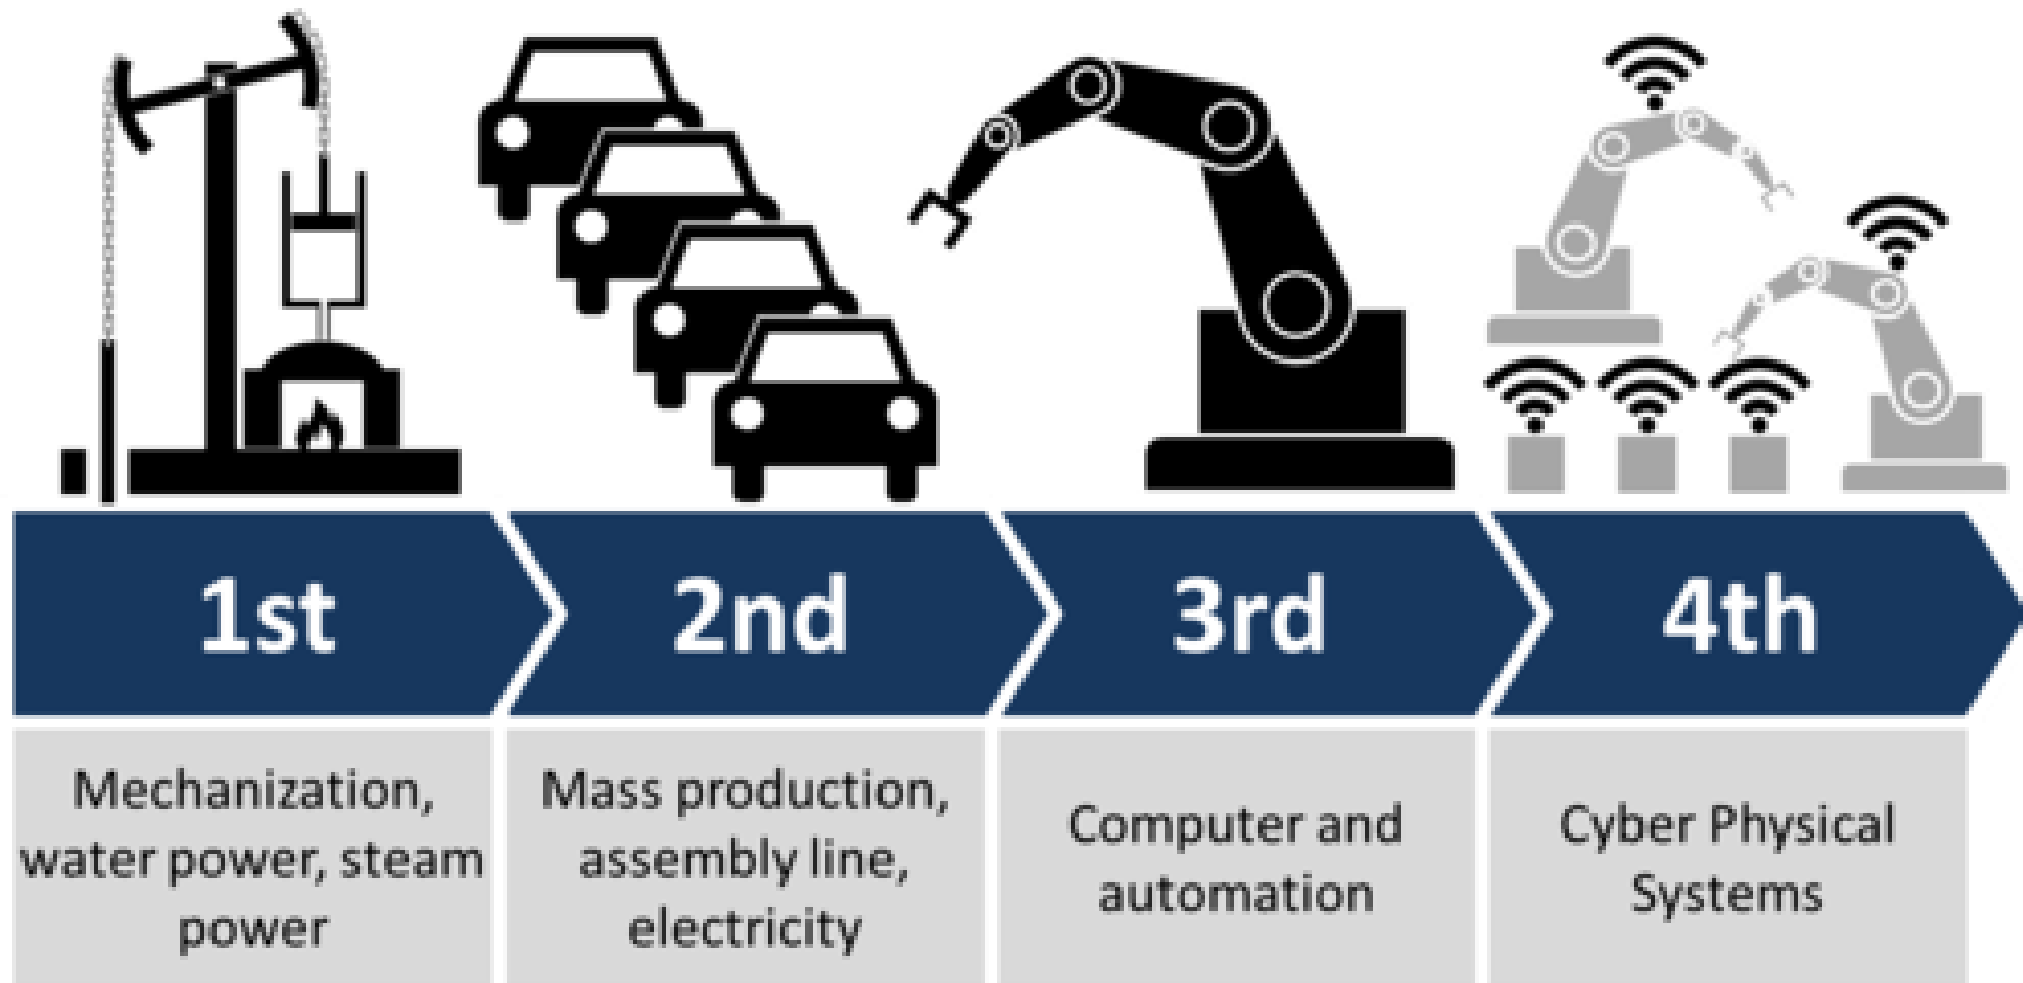 1st
2nd
3rd
4th
Mechanization,
water power, steam
power
Mass production,
assembly line,
electricity
Computer and
automation
Cyber Physical
Systems